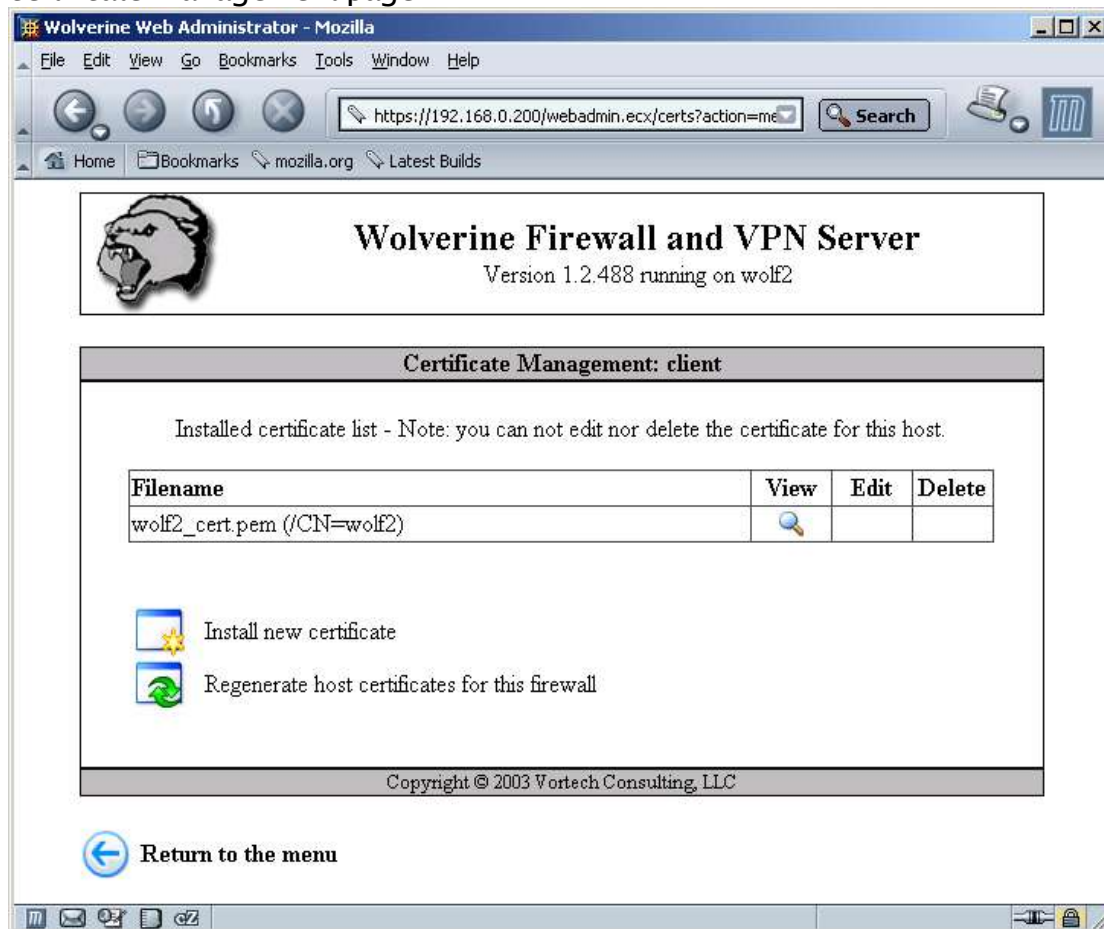 Certificate Management page
Wolverine Web Administrator - Mozilla
File Edit View Go Bookmarks Tools Window Help
https://192.168.0.200/webadmin.ecx/certs?action=me
Search
Home Bookmarks mozilla.org Latest Builds
Wolverine Firewall and VPN Server
Version 1.2.488 running on wolf2
Certificate Management: client
Installed certificate list - Note: you can not edit nor delete the certificate for this host.
Filename View Edit Delete
wolf2_cert.pem (/CN=wolf2)
Install new certificate
Regenerate host certificates for this firewall
Copyright © 2003 Vortech Consulting, LLC
Return to the menu